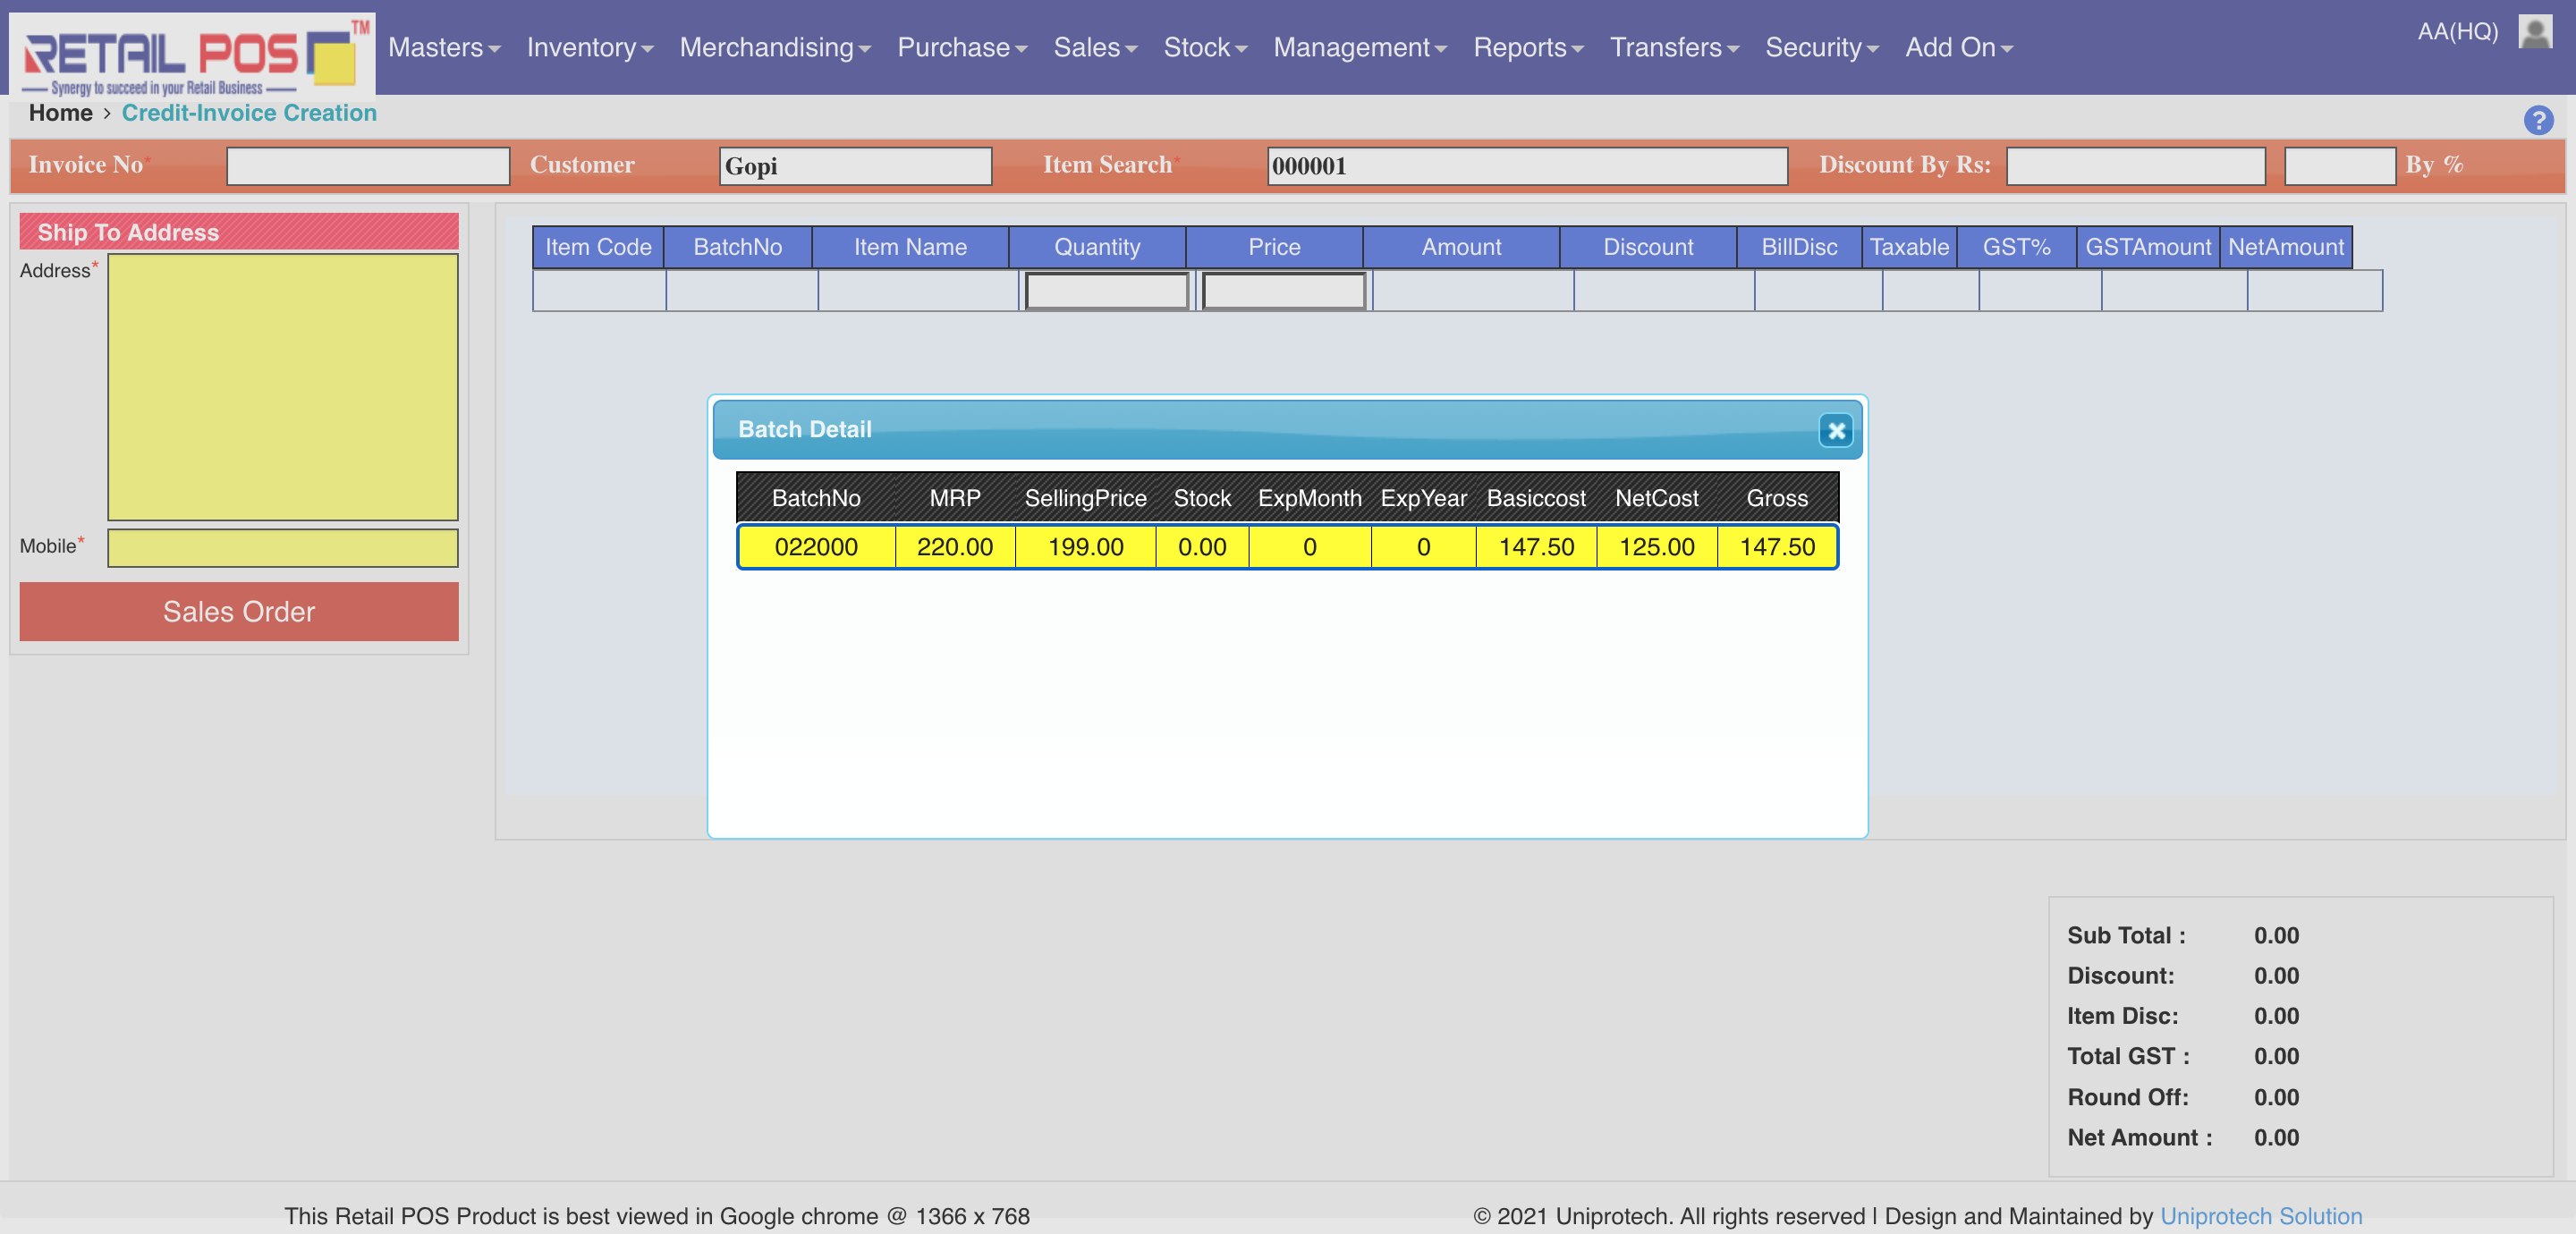 RETAIL POS TM
Synergy to succeed in your Retail Business
Masters Inventory Merchandising Purchase Sales Stock Management Reports Transfers Security Add On
AA(HQ)
Home › Credit-Invoice Creation
?
Invoice No* Customer Gopi Item Search* 000001 Discount By Rs: By %
Ship To Address
Address*
Mobile*
Sales Order
Item Code BatchNo Item Name Quantity Price Amount Discount BillDisc Taxable GST% GSTAmount NetAmount
Batch Detail
BatchNo MRP SellingPrice Stock ExpMonth ExpYear Basiccost NetCost Gross
022000 220.00 199.00 0.00 0 0 147.50 125.00 147.50
Sub Total : 0.00
Discount: 0.00
Item Disc: 0.00
Total GST : 0.00
Round Off: 0.00
Net Amount : 0.00
This Retail POS Product is best viewed in Google chrome @ 1366 x 768
© 2021 Uniprotech. All rights reserved | Design and Maintained by Uniprotech Solution